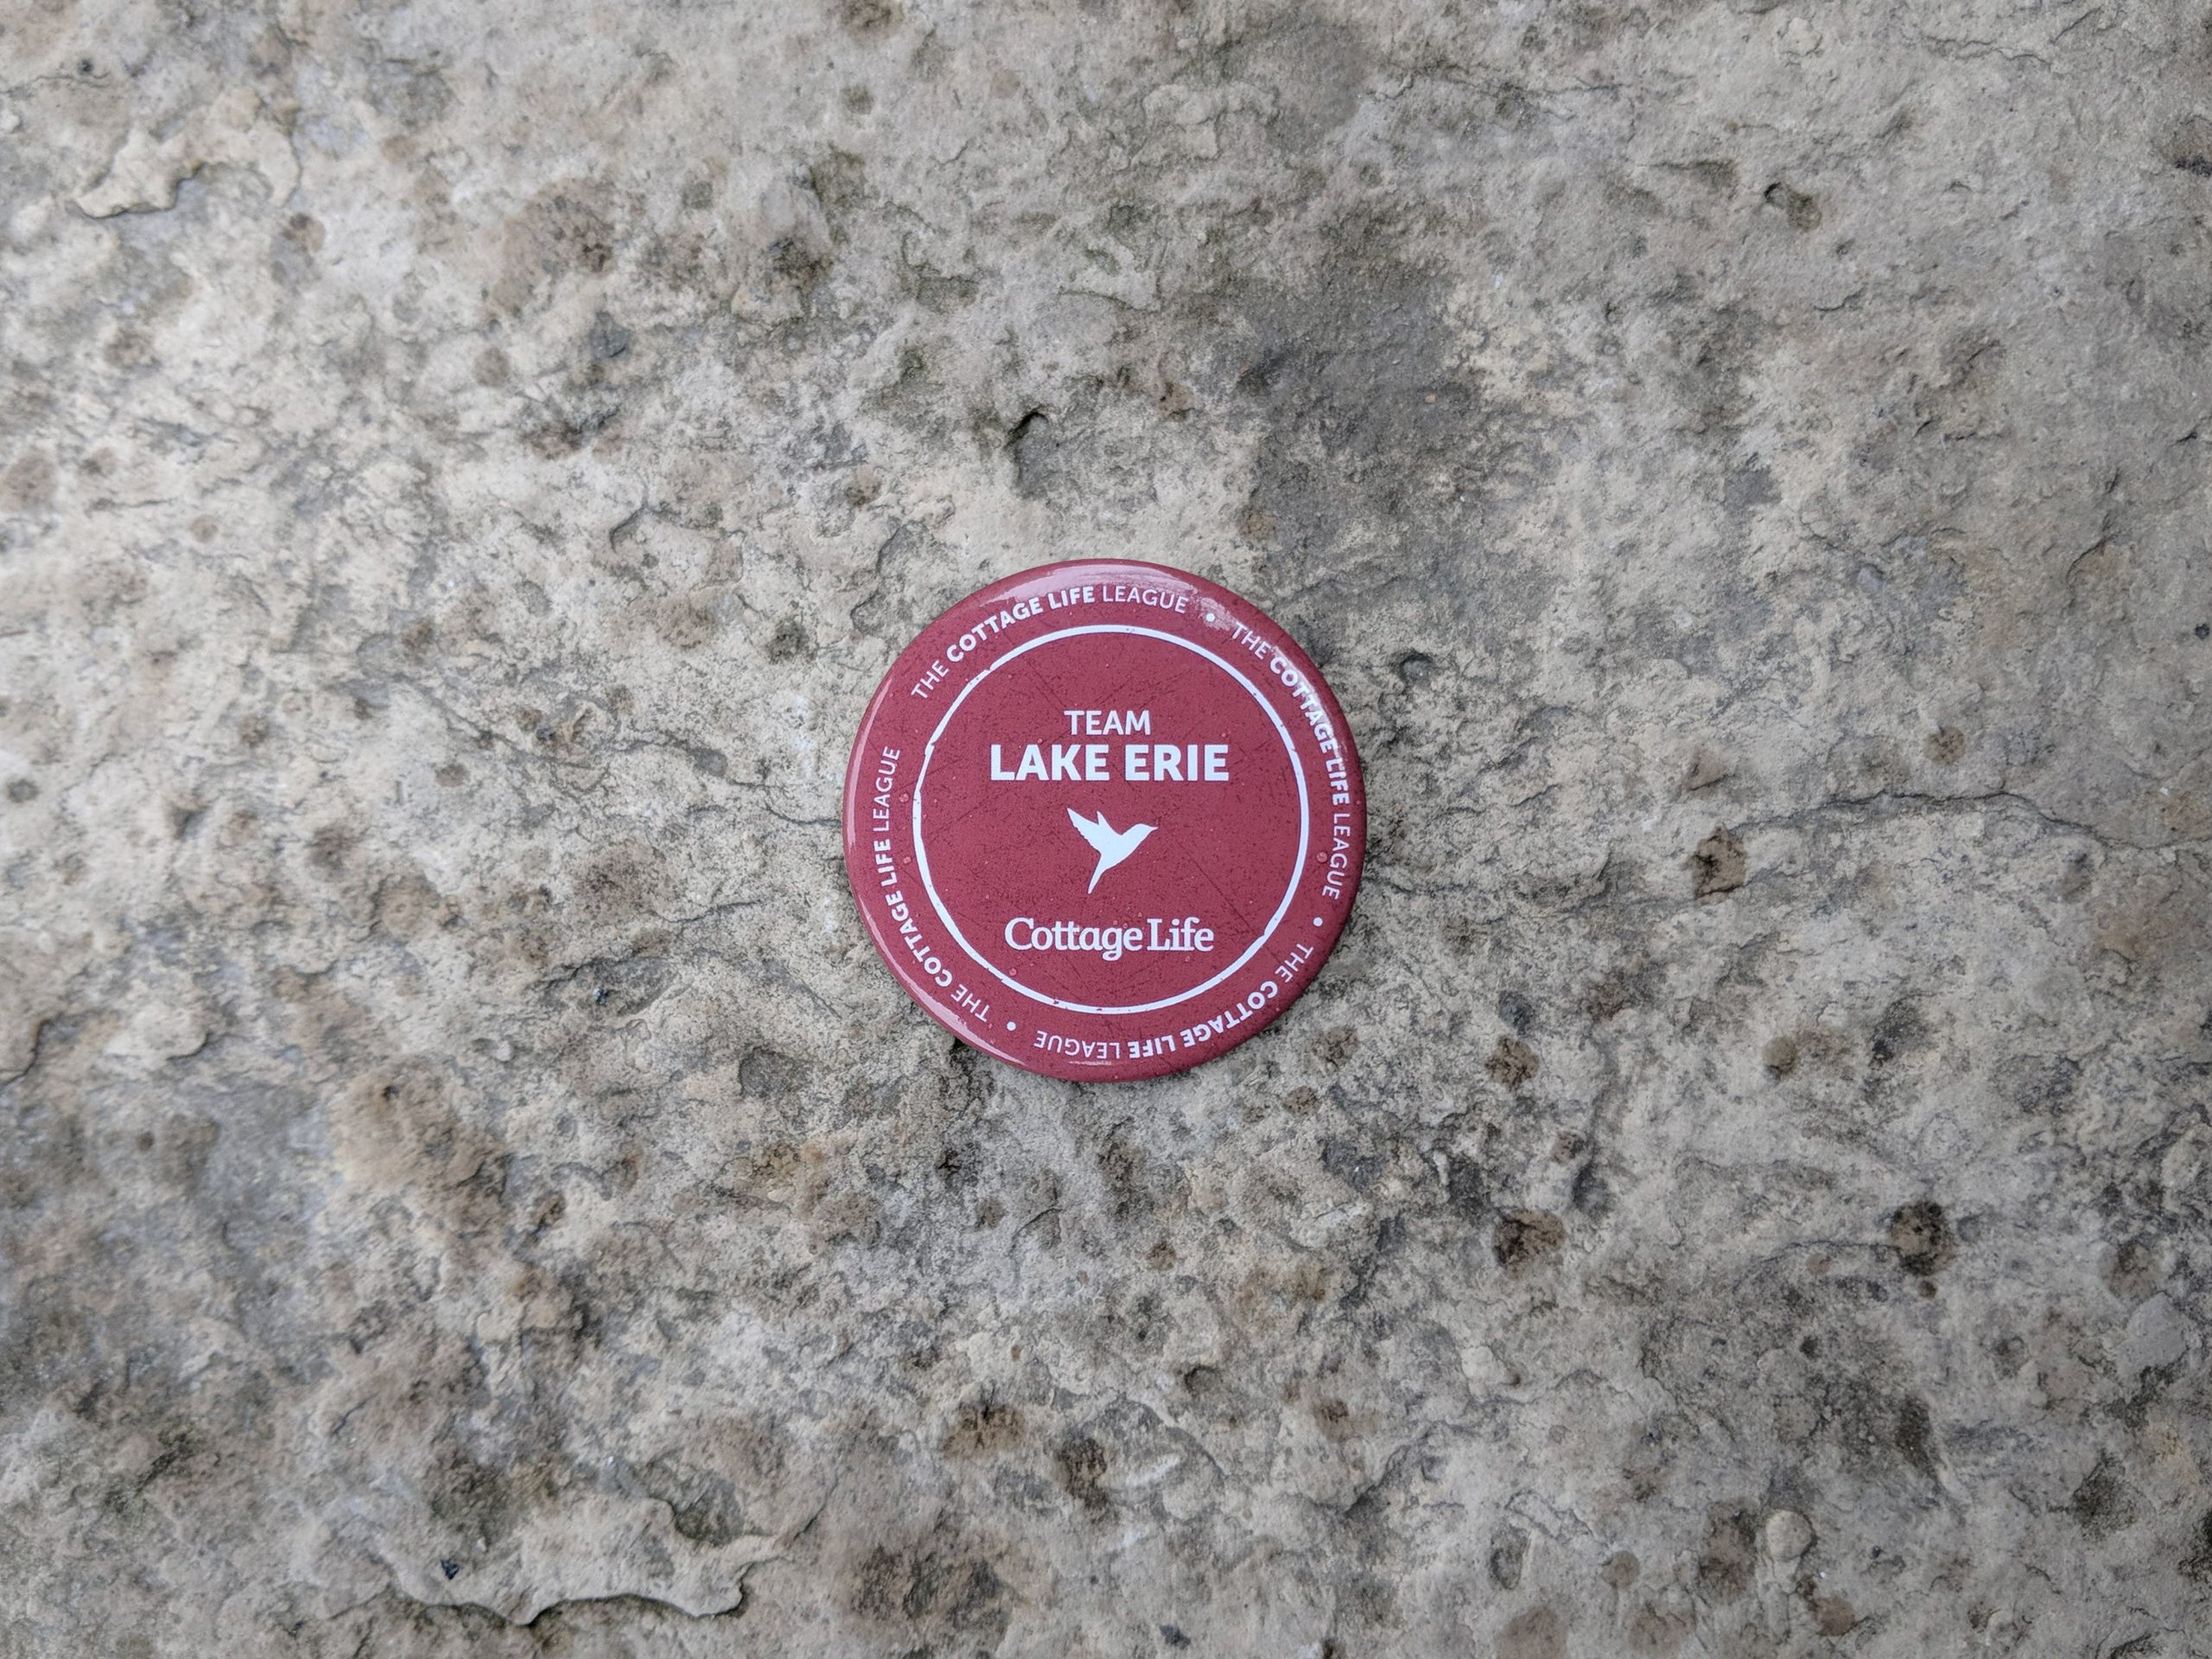 THE COTTAGE LIFE LEAGUE • THE COTTAGE LIFE LEAGUE • THE COTTAGE LIFE LEAGUE • THE COTTAGE LIFE LEAGUE
TEAM
LAKE ERIE
Cottage Life